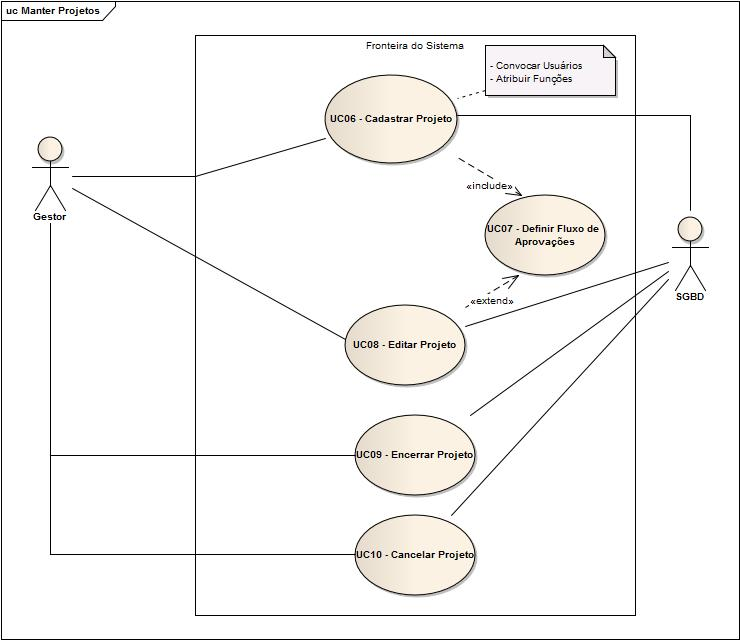 uc Manter Projetos
Fronteira do Sistema
- Convocar Usuários
- Atribuir Funções
UC06 - Cadastrar Projeto
«include»
Gestor
UC07 - Definir Fluxo de
Aprovações
SGBD
«extend»
UC08 - Editar Projeto
UC09 - Encerrar Projeto
UC10 - Cancelar Projeto